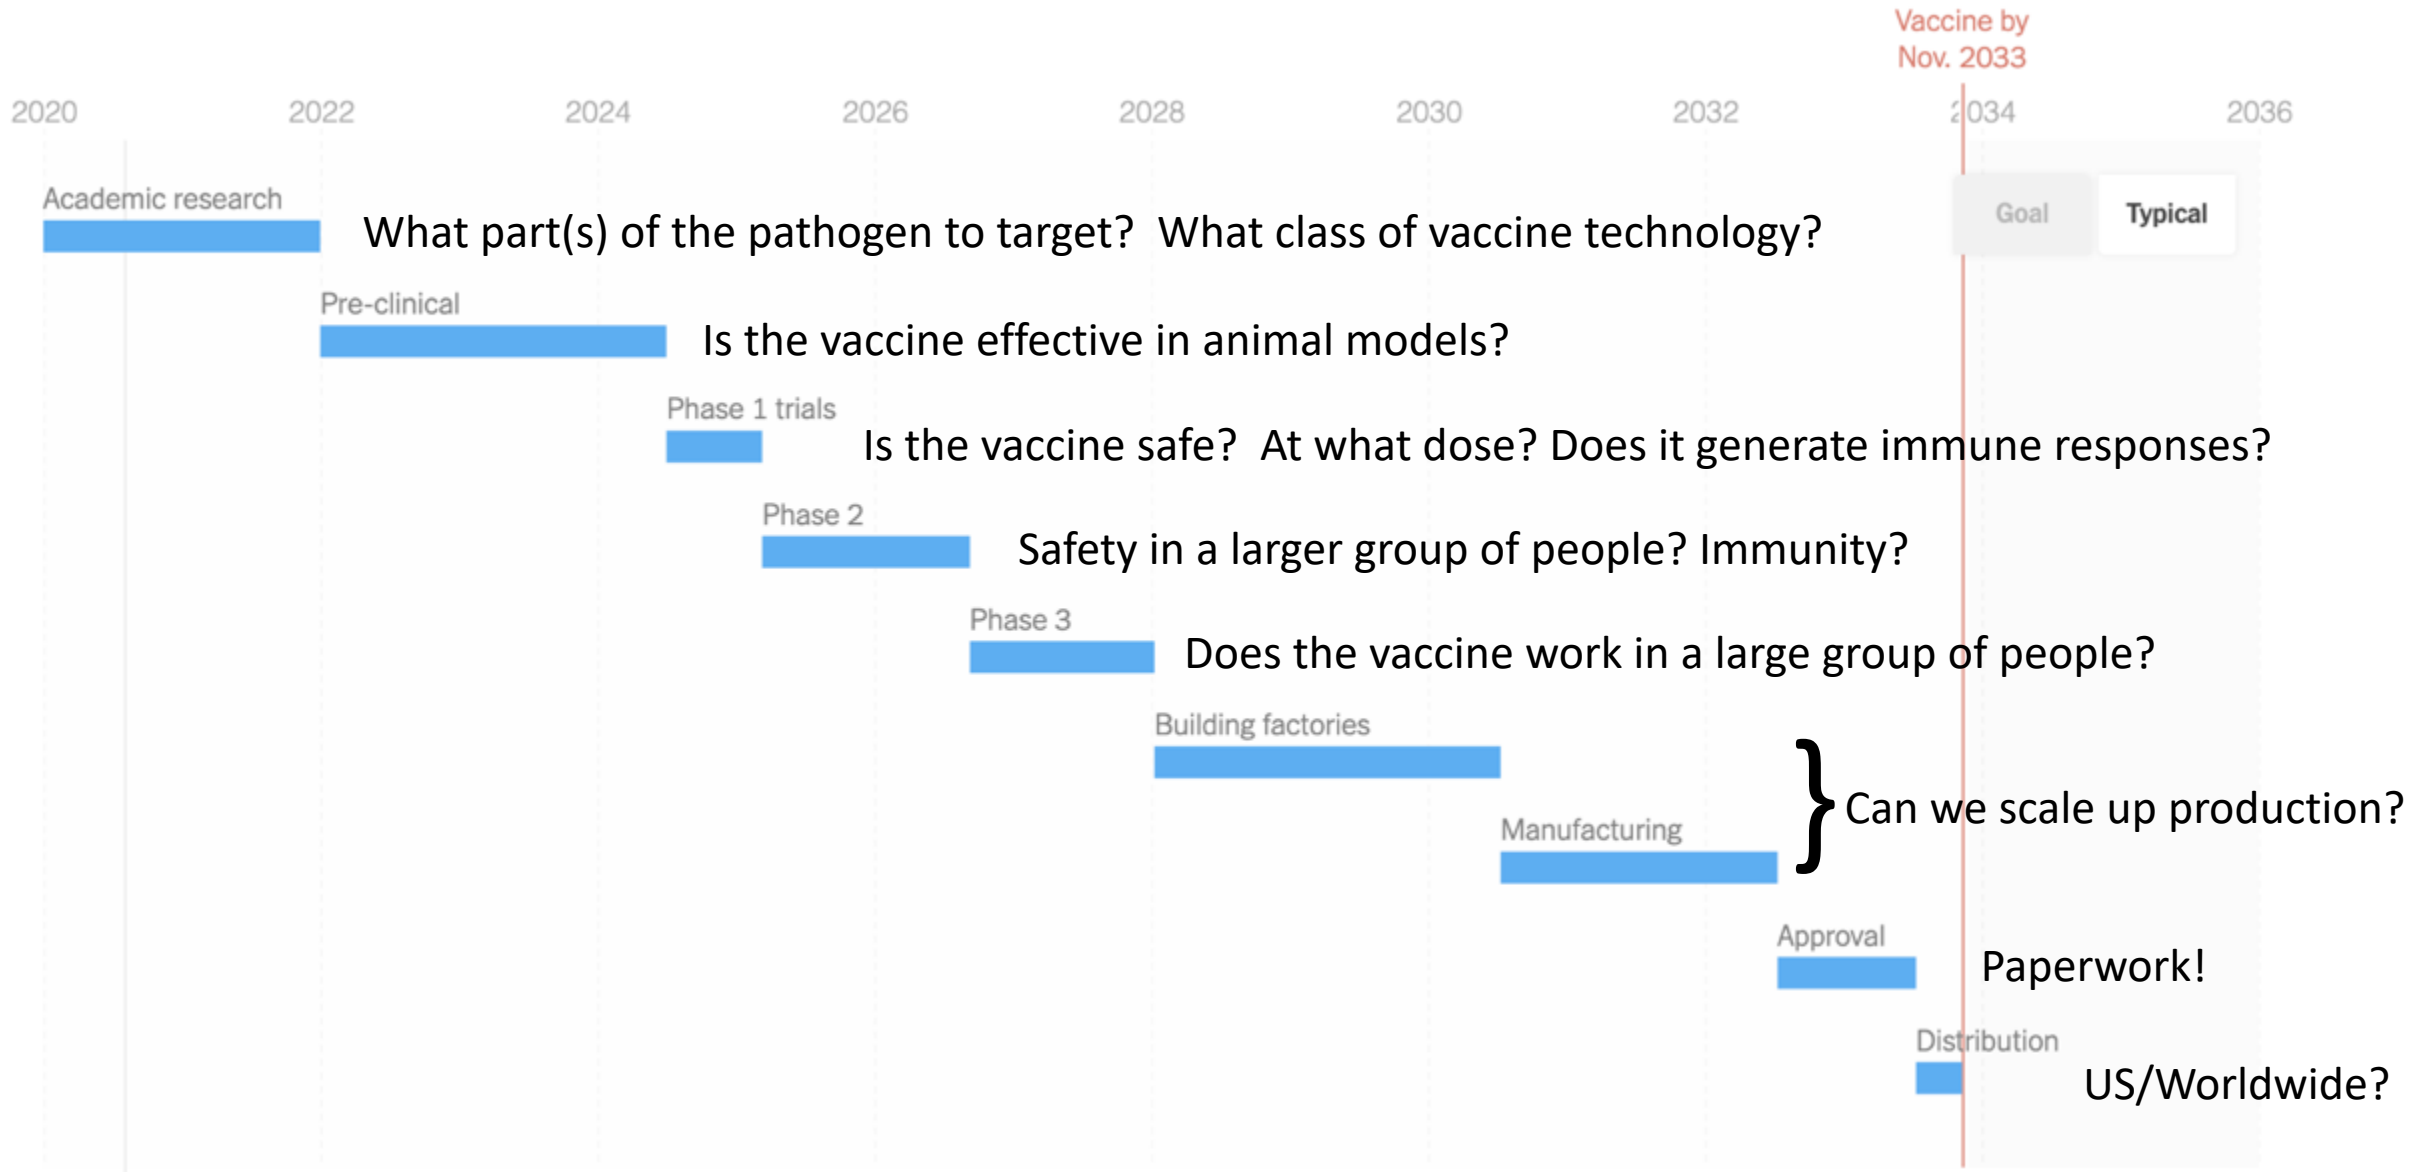 Vaccine by
Nov. 2033
2020 2022 2024 2026 2028 2030 2032 2034 2036
Goal Typical
Academic research
What part(s) of the pathogen to target?  What class of vaccine technology?
Pre-clinical
Is the vaccine effective in animal models?
Phase 1 trials
Is the vaccine safe?  At what dose? Does it generate immune responses?
Phase 2
Safety in a larger group of people? Immunity?
Phase 3
Does the vaccine work in a large group of people?
Building factories
Manufacturing
} Can we scale up production?
Approval
Paperwork!
Distribution
US/Worldwide?